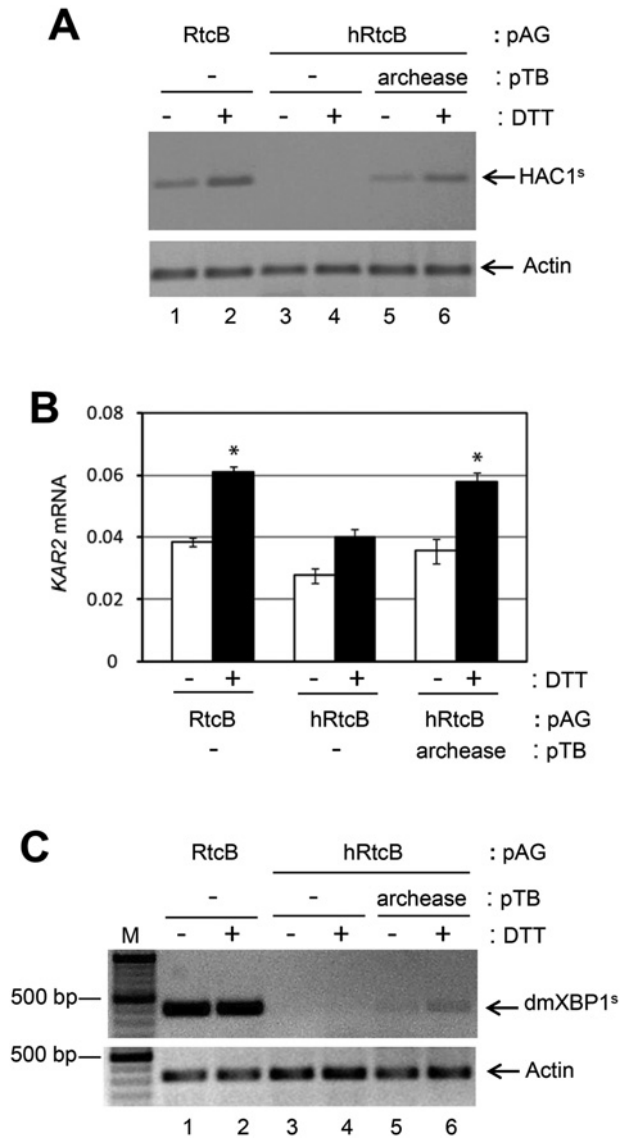 A
RtcB hRtcB : pAG
- - archease : pTB
- + - + - + : DTT
HAC1s
Actin
1 2 3 4 5 6
B
0.08
0.06
0.04
0.02
0
KAR2 mRNA
* *
- + - + - + : DTT
RtcB hRtcB hRtcB : pAG
- - archease : pTB
C
RtcB hRtcB : pAG
- - archease : pTB
M - + - + - + : DTT
500 bp
dmXBP1s
500 bp
Actin
1 2 3 4 5 6